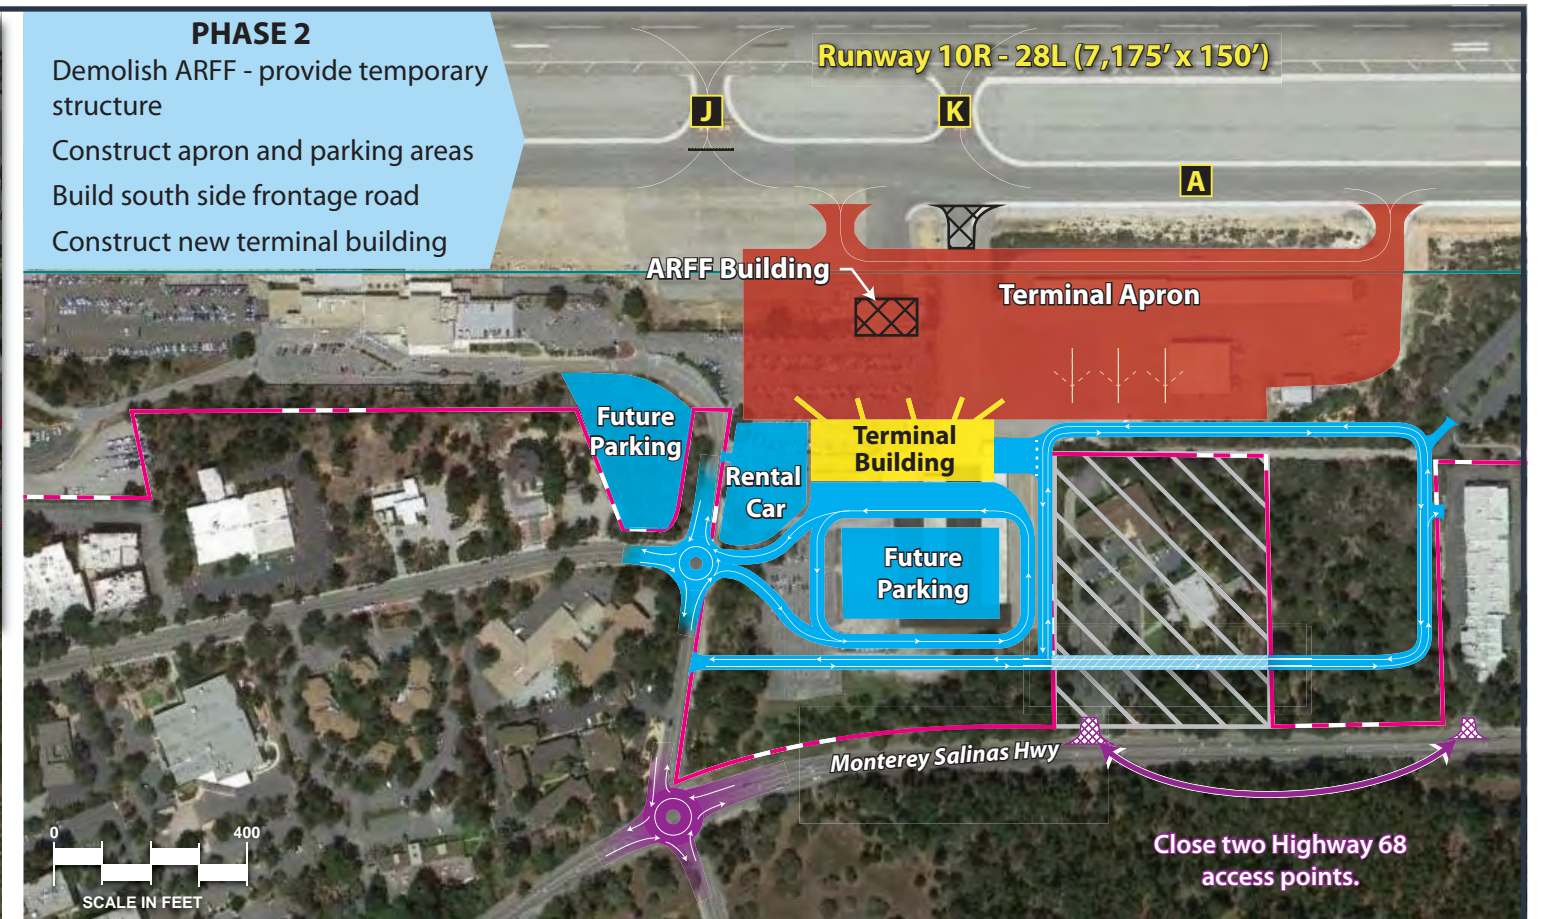 PHASE 2
Demolish ARFF - provide temporary
structure
Construct apron and parking areas
Build south side frontage road
Construct new terminal building
Runway 10R - 28L (7,175' x 150')
J
K
A
ARFF Building
Terminal Apron
Future
Parking
Rental
Car
Terminal
Building
Future
Parking
Monterey Salinas Hwy
Close two Highway 68
access points.
0 400
SCALE IN FEET